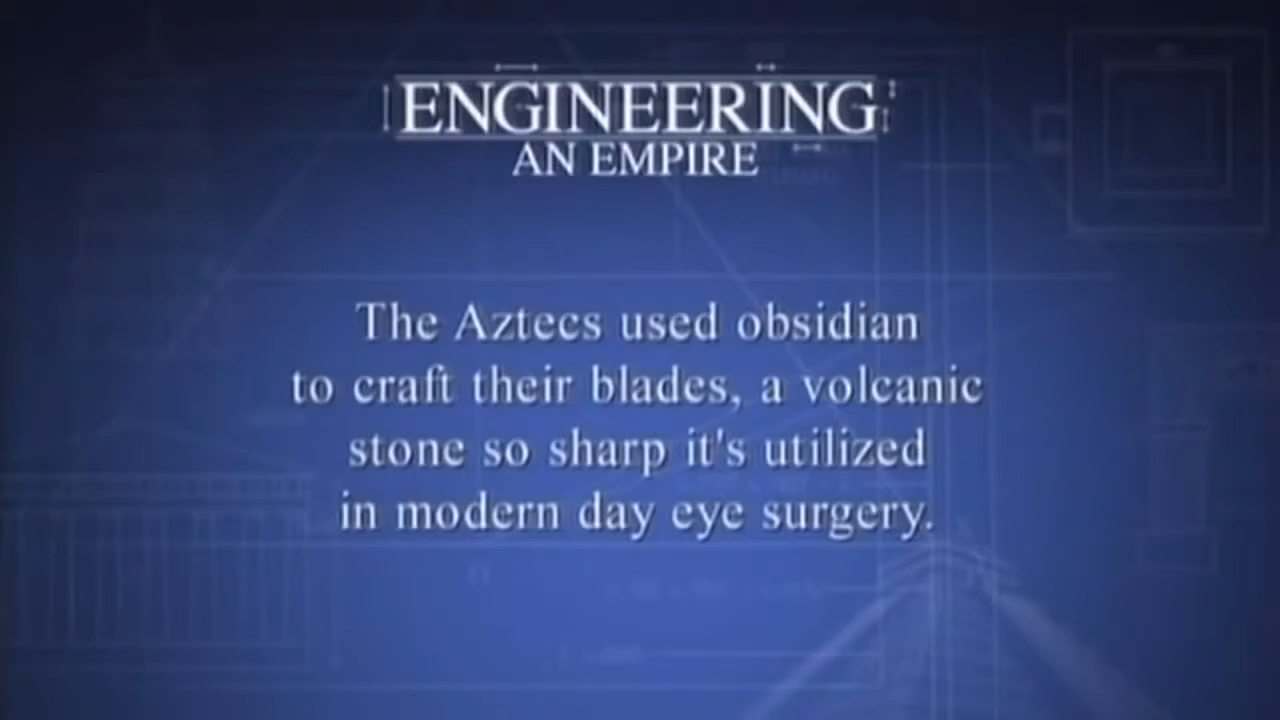 ENGINEERING
AN EMPIRE
The Aztecs used obsidian
to craft their blades, a volcanic
stone so sharp it's utilized
in modern day eye surgery.